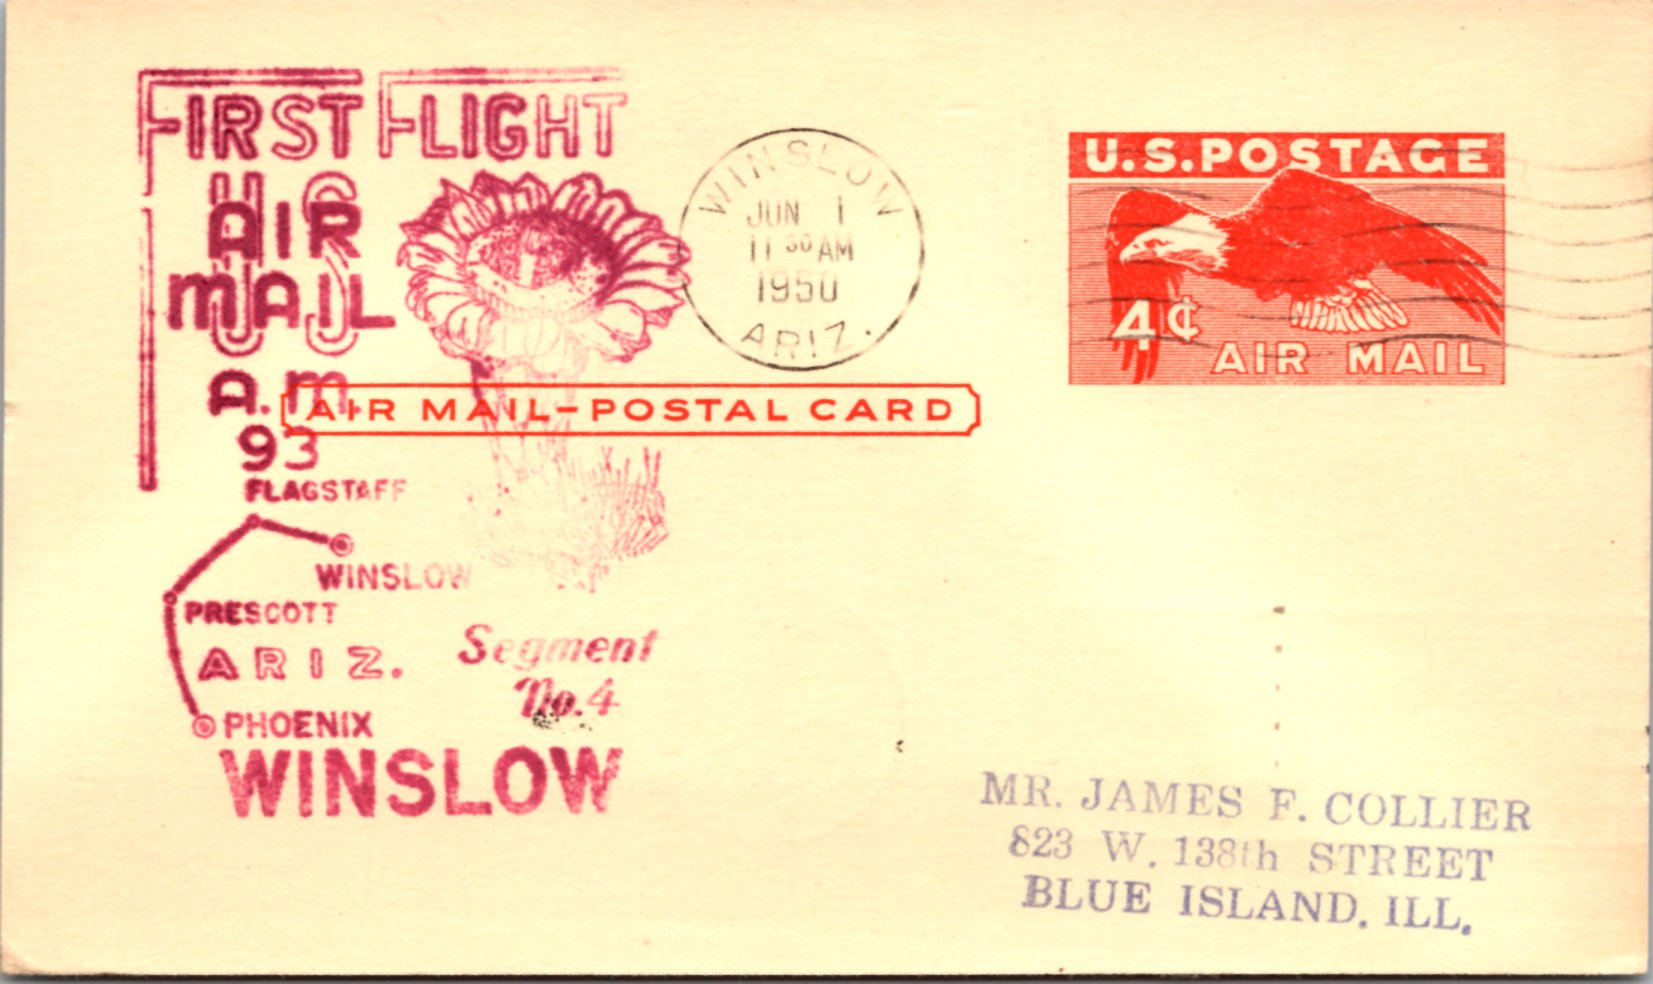 FIRST FLIGHT
U.S.
AIR
MAIL
A.M.
93
FLAGSTAFF
WINSLOW
PRESCOTT
ARIZ.
PHOENIX
Segment
No. 4
WINSLOW
WINSLOW
JUN 1
11 30 AM
1950
ARIZ.
AIR MAIL-POSTAL CARD
U.S. POSTAGE
4¢
AIR MAIL
MR. JAMES F. COLLIER
823 W. 138th STREET
BLUE ISLAND. ILL.